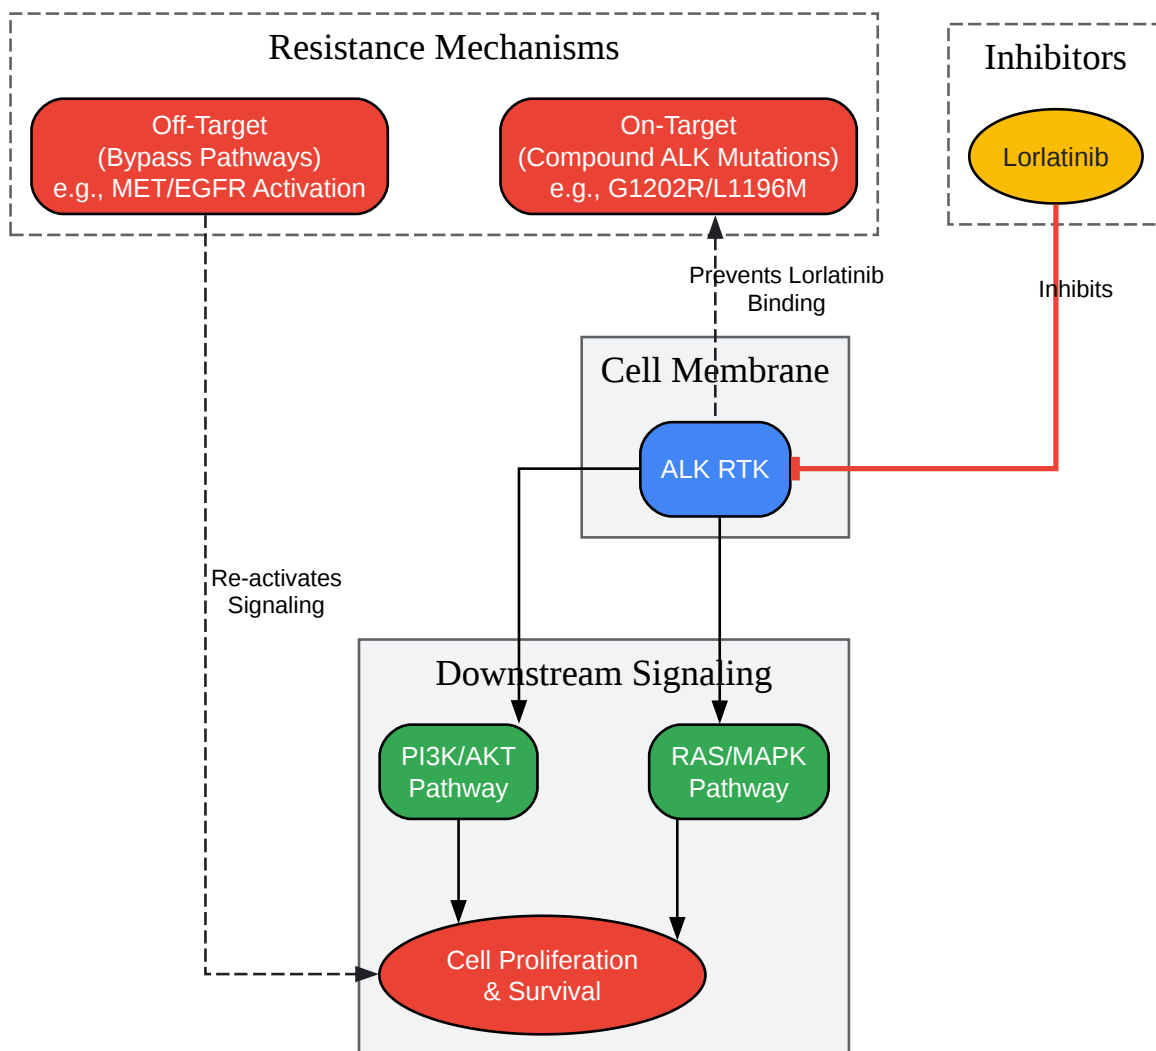 Resistance Mechanisms
Off-Target
(Bypass Pathways)
e.g., MET/EGFR Activation
On-Target
(Compound ALK Mutations)
e.g., G1202R/L1196M
Inhibitors
Lorlatinib
Prevents Lorlatinib
Binding
Inhibits
Cell Membrane
ALK RTK
Re-activates
Signaling
Downstream Signaling
PI3K/AKT
Pathway
RAS/MAPK
Pathway
Cell Proliferation
& Survival